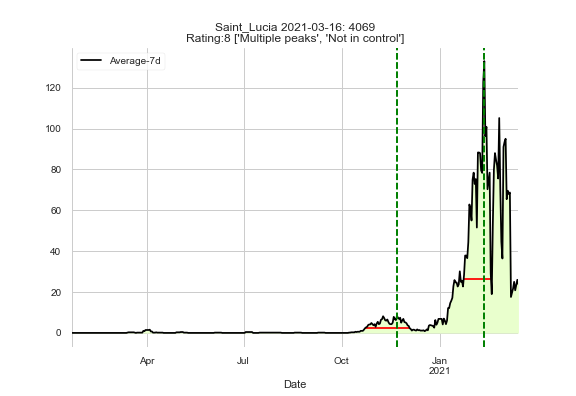 Saint_Lucia 2021-03-16: 4069
Rating:8 ['Multiple peaks', 'Not in control']
Average-7d
120
100
80
60
40
20
0
Apr
Jul
Oct
Jan
2021
Date